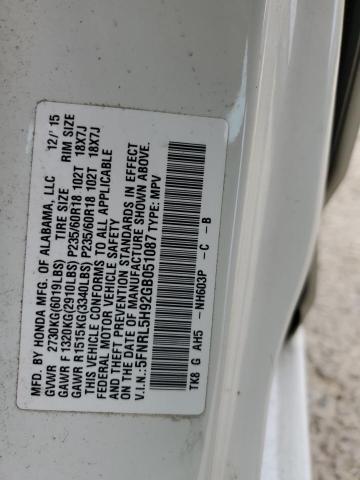 MFG. BY HONDA MFG. OF ALABAMA, LLC 12/ 15
GVWR 2730KG(6019LBS) TIRE SIZE RIM SIZE
GAWR F 1320KG(2910LBS) P235/60R18 102T 18X7J
GAWR R1515KG(3340LBS) P235/60R18 102T 18X7J
THIS VEHICLE CONFORMS TO ALL APPLICABLE
FEDERAL MOTOR VEHICLE SAFETY
AND THEFT PREVENTION STANDARDS IN EFFECT
ON THE DATE OF MANUFACTURE SHOWN ABOVE.
V.I.N.:5FNRL5H92GB051087 TYPE: MPV
TK8 G AH5 - NH603P - C - B